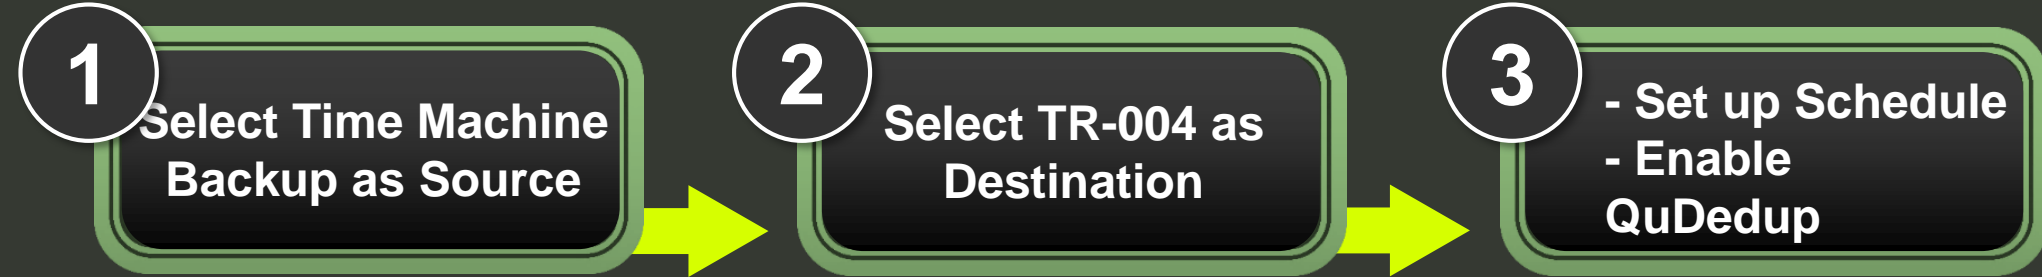 1
Select Time Machine
Backup as Source
2
Select TR-004 as
Destination
3
- Set up Schedule
- Enable
QuDedup